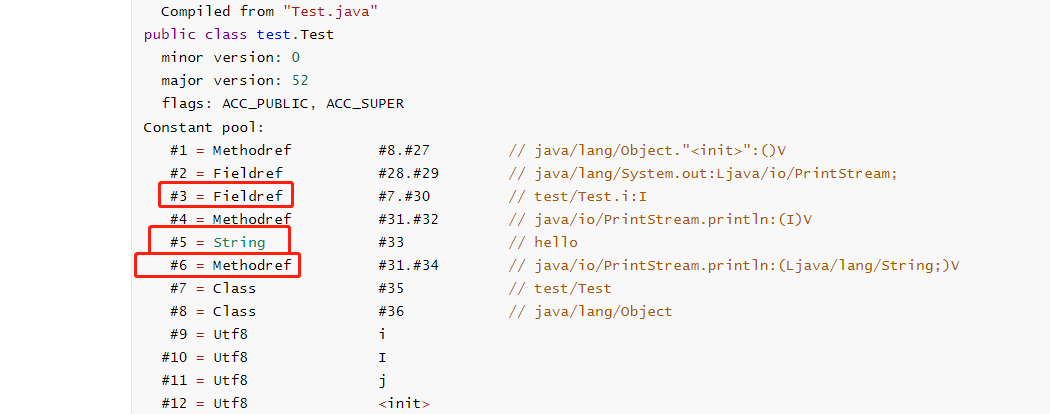 Compiled from "Test.java"
public class test.Test
minor version: 0
major version: 52
flags: ACC_PUBLIC, ACC_SUPER
Constant pool:
#1 = Methodref #8.#27 // java/lang/Object."<init>":()V
#2 = Fieldref #28.#29 // java/lang/System.out:Ljava/io/PrintStream;
#3 = Fieldref #7.#30 // test/Test.i:I
#4 = Methodref #31.#32 // java/io/PrintStream.println:(I)V
#5 = String #33 // hello
#6 = Methodref #31.#34 // java/io/PrintStream.println:(Ljava/lang/String;)V
#7 = Class #35 // test/Test
#8 = Class #36 // java/lang/Object
#9 = Utf8 i
#10 = Utf8 I
#11 = Utf8 j
#12 = Utf8 <init>